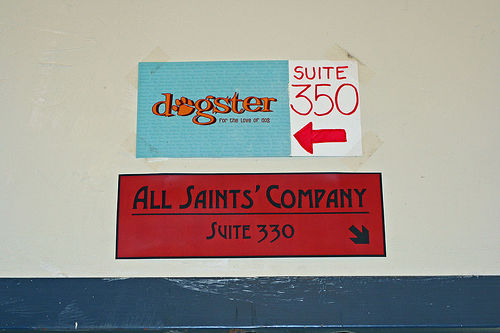 dogster
FOR THE LOVE OF DOG
SUITE
350
ALL SAINTS' COMPANY
SUITE 330